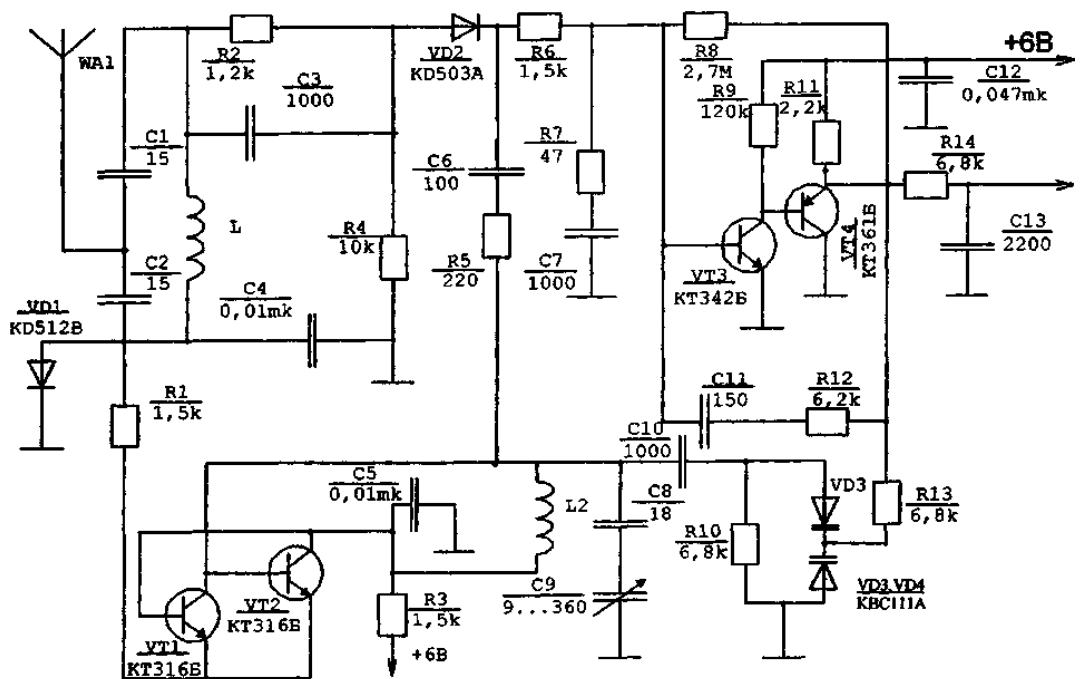 WA1
R2
1,2k
C3
1000
VD2
KD503A
R6
1,5k
R8
2,7M
+6B
C12
0,047mk
R9
120k
R11
2,2k
R14
6,8k
C1
15
C6
100
R7
47
L
R4
10k
R5
220
C7
1000
VT4
KT361B
C13
2200
C2
15
VT3
KT342Б
VD1
KD512B
C4
0,01mk
R1
1,5k
C11
150
R12
6,2k
C10
1000
C5
0,01mk
L2
C8
18
VD3
R13
6,8k
R10
6,8k
C9
9...360
VD3,VD4
KBC111A
VT2
KT316Б
R3
1,5k
VT1
KT316Б
+6B